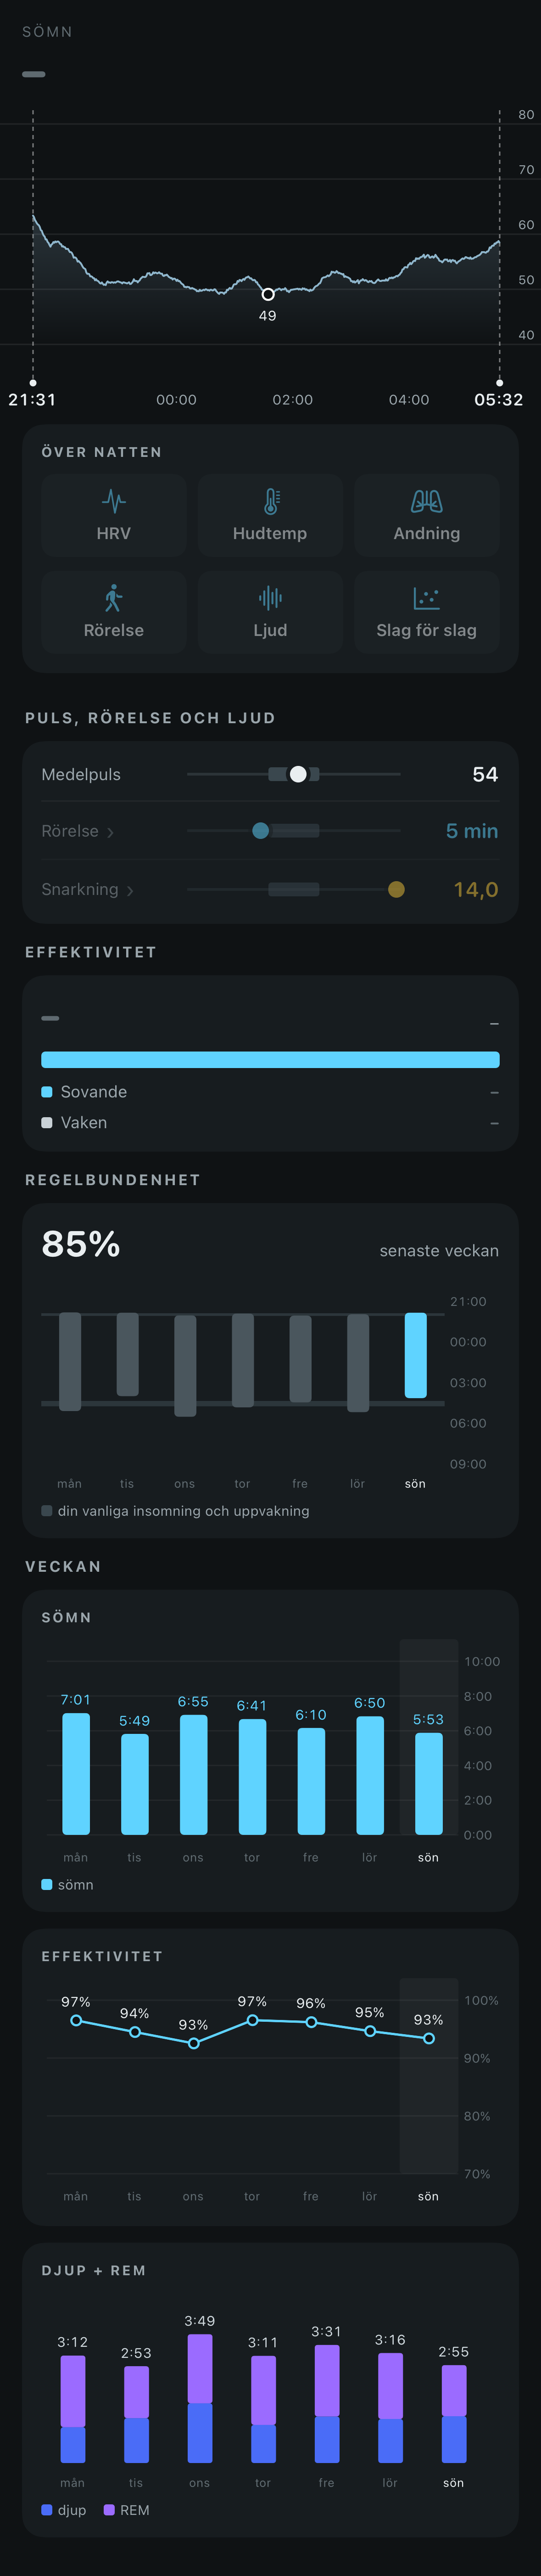 SÖMN
80
70
60
50
40
49
21:31 00:00 02:00 04:00 05:32
ÖVER NATTEN
HRV Hudtemp Andning
Rörelse Ljud Slag för slag
PULS, RÖRELSE OCH LJUD
Medelpuls 54
Rörelse › 5 min
Snarkning › 14,0
EFFEKTIVITET
–
Sovande –
Vaken –
REGELBUNDENHET
85% senaste veckan
21:00
00:00
03:00
06:00
09:00
mån tis ons tor fre lör sön
din vanliga insomning och uppvakning
VECKAN
SÖMN
10:00
8:00
6:00
4:00
2:00
0:00
7:01 5:49 6:55 6:41 6:10 6:50 5:53
mån tis ons tor fre lör sön
sömn
EFFEKTIVITET
100%
90%
80%
70%
97% 94% 93% 97% 96% 95% 93%
mån tis ons tor fre lör sön
DJUP + REM
3:12 2:53 3:49 3:11 3:31 3:16 2:55
mån tis ons tor fre lör sön
djup REM